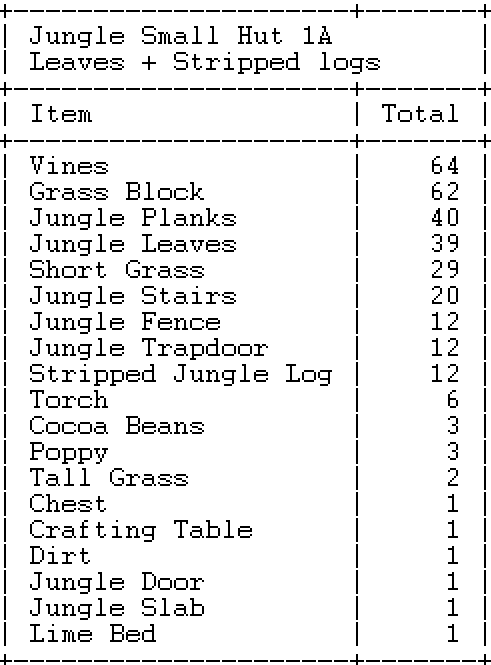 Jungle Small Hut 1A
Leaves + Stripped logs
Item Total
Vines 64
Grass Block 62
Jungle Planks 40
Jungle Leaves 39
Short Grass 29
Jungle Stairs 20
Jungle Fence 12
Jungle Trapdoor 12
Stripped Jungle Log 12
Torch 6
Cocoa Beans 3
Poppy 3
Tall Grass 2
Chest 1
Crafting Table 1
Dirt 1
Jungle Door 1
Jungle Slab 1
Lime Bed 1